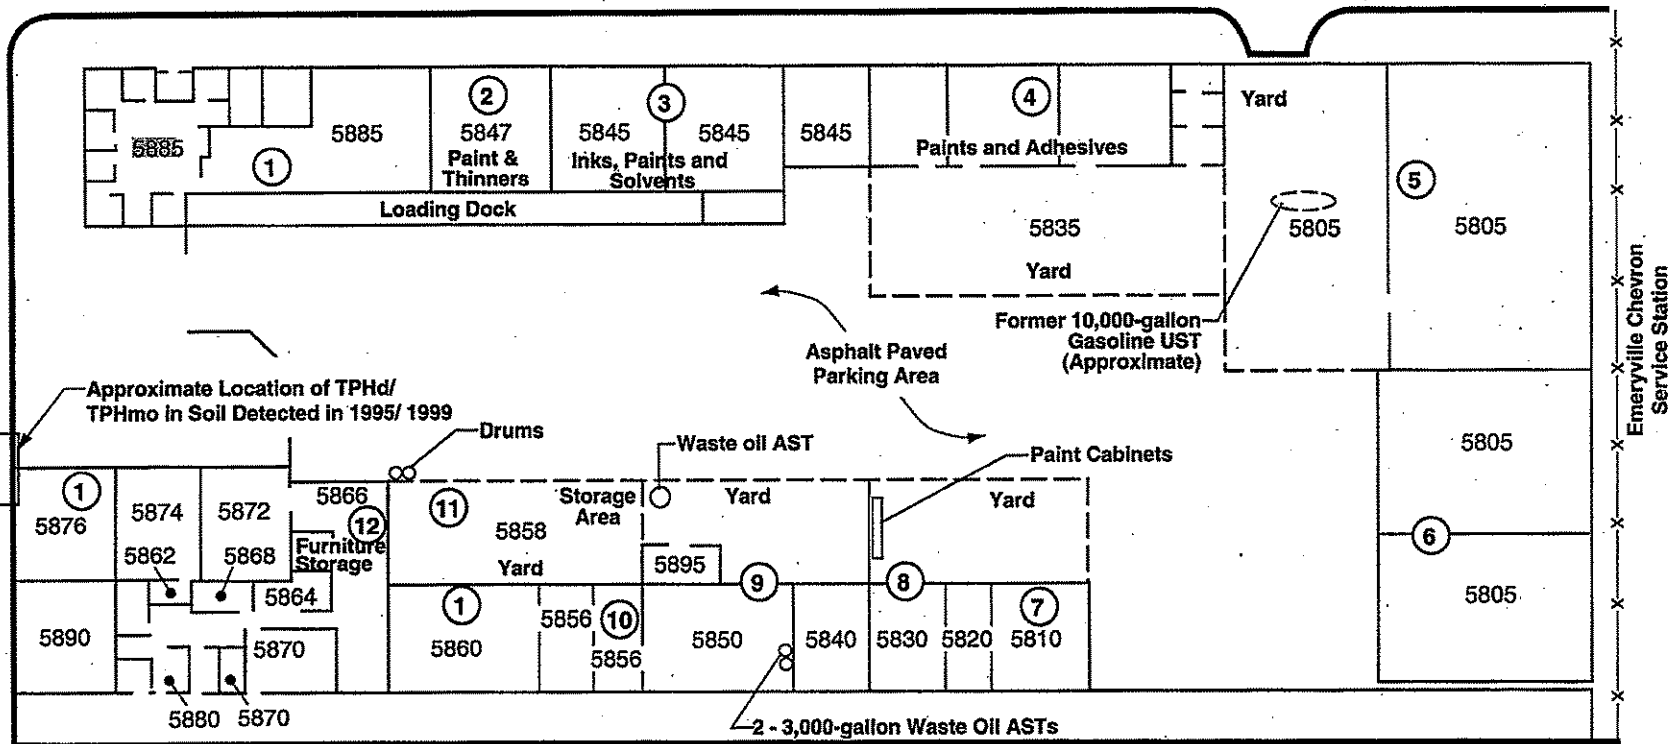 2
3
4
Yard
5885
5885
5847
5845
5845
5845
Paints and Adhesives
1
Paint &
Thinners
Inks, Paints and
Solvents
5
Loading Dock
5835
5805
5805
Yard
Former 10,000-gallon
Gasoline UST
(Approximate)
Asphalt Paved
Parking Area
Emeryville Chevron
Service Station
Approximate Location of TPHd/
TPHmo in Soil Detected in 1995/ 1999
Drums
Waste oil AST
Paint Cabinets
5805
1
5876
5874
5872
5866
12
11
5858
Storage
Area
Yard
Yard
5862
5868
Furniture
Storage
Yard
5895
6
5864
1
9
8
7
5890
5870
5860
5856
10
5856
5850
5840
5830
5820
5810
5805
5880
5870
2 - 3,000-gallon Waste Oil ASTs